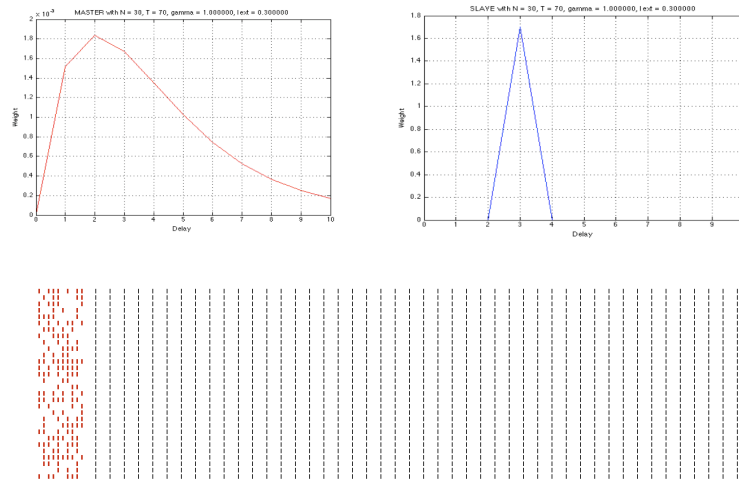 MASTER with N = 30, T = 70, gamma = 1.000000, Iext = 0.300000
x 10⁻³
2
1.8
1.6
1.4
1.2
1
0.8
0.6
0.4
0.2
0
Weight
0 1 2 3 4 5 6 7 8 9 10
Delay
SLAVE with N = 30, T = 70, gamma = 1.000000, Iext = 0.300000
1.8
1.6
1.4
1.2
1
0.8
0.6
0.4
0.2
0
Weight
0 1 2 3 4 5 6 7 8 9
Delay